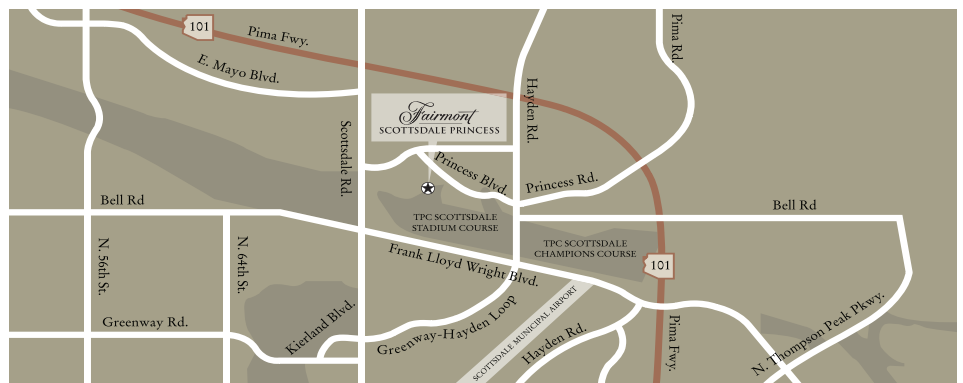 101
Pima Fwy.
E. Mayo Blvd.
Pima Rd.
Hayden Rd.
Fairmont
SCOTTSDALE PRINCESS
Scottsdale Rd.
Princess Blvd.
Princess Rd.
Bell Rd
Bell Rd
TPC SCOTTSDALE
STADIUM COURSE
TPC SCOTTSDALE
CHAMPIONS COURSE
N. 56th St.
N. 64th St.
Frank Lloyd Wright Blvd.
101
Greenway Rd.
Kierland Blvd.
Greenway-Hayden Loop
SCOTTSDALE MUNICIPAL AIRPORT
Hayden Rd.
Pima Fwy.
N. Thompson Peak Pkwy.